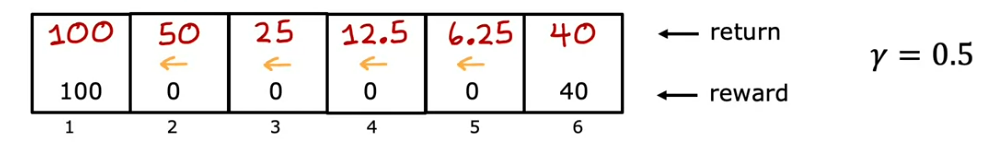 100 50 25 12.5 6.25 40 ← return
← ← ← ←
100 0 0 0 0 40 ← reward
1 2 3 4 5 6
γ = 0.5